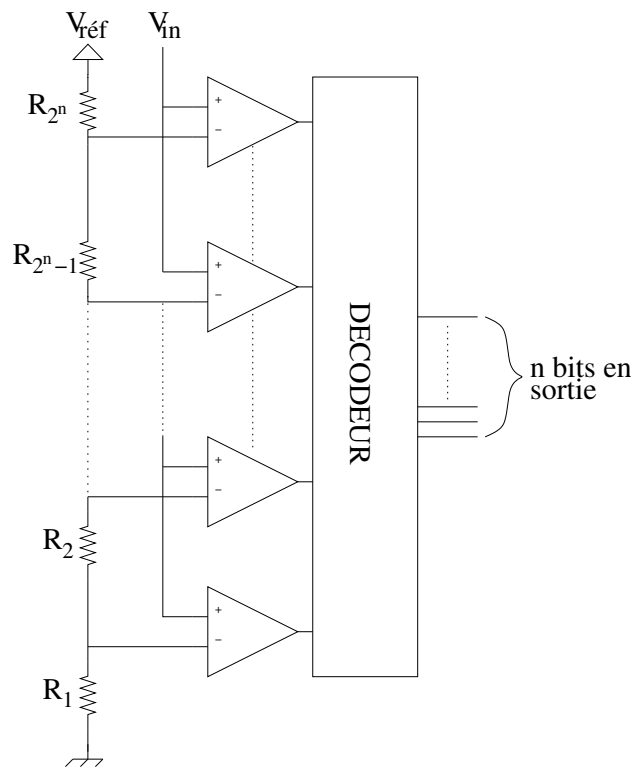 Vréf
Vin
R2ⁿ
+
−
R2ⁿ−1
+
−
DECODEUR
n bits en
sortie
+
−
R2
+
−
R1